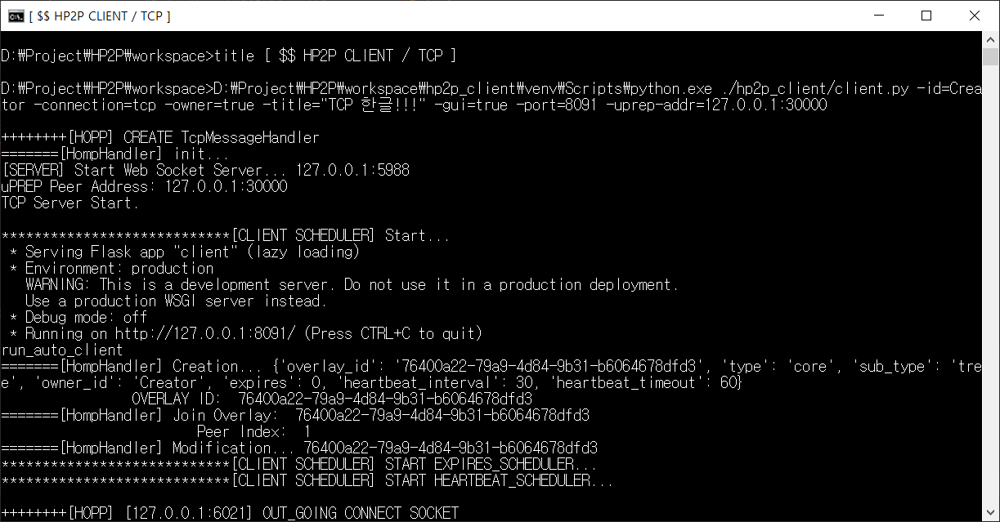 [ $$ HP2P CLIENT / TCP ]
D:₩Project₩HP2P₩workspace>title [ $$ HP2P CLIENT / TCP ]
D:₩Project₩HP2P₩workspace>D:₩Project₩HP2P₩workspace₩hp2p_client₩venv₩Scripts₩python.exe ./hp2p_client/client.py -id=Crea
tor -connection=tcp -owner=true -title="TCP 한글!!!" -gui=true -port=8091 -uprep-addr=127.0.0.1:30000
++++++++[HOPP] CREATE TcpMessageHandler
=======[HompHandler] init...
[SERVER] Start Web Socket Server... 127.0.0.1:5988
uPREP Peer Address: 127.0.0.1:30000
TCP Server Start.
****************************[CLIENT SCHEDULER] Start...
* Serving Flask app "client" (lazy loading)
* Environment: production
WARNING: This is a development server. Do not use it in a production deployment.
Use a production WSGI server instead.
* Debug mode: off
* Running on http://127.0.0.1:8091/ (Press CTRL+C to quit)
run_auto_client
=======[HompHandler] Creation... {'overlay_id': '76400a22-79a9-4d84-9b31-b6064678dfd3', 'type': 'core', 'sub_type': 'tre
e', 'owner_id': 'Creator', 'expires': 0, 'heartbeat_interval': 30, 'heartbeat_timeout': 60}
OVERLAY ID:  76400a22-79a9-4d84-9b31-b6064678dfd3
=======[HompHandler] Join Overlay:  76400a22-79a9-4d84-9b31-b6064678dfd3
Peer Index:  1
=======[HompHandler] Modification... 76400a22-79a9-4d84-9b31-b6064678dfd3
****************************[CLIENT SCHEDULER] START EXPIRES_SCHEDULER...
****************************[CLIENT SCHEDULER] START HEARTBEAT_SCHEDULER...
++++++++[HOPP] [127.0.0.1:6021] OUT_GOING CONNECT SOCKET